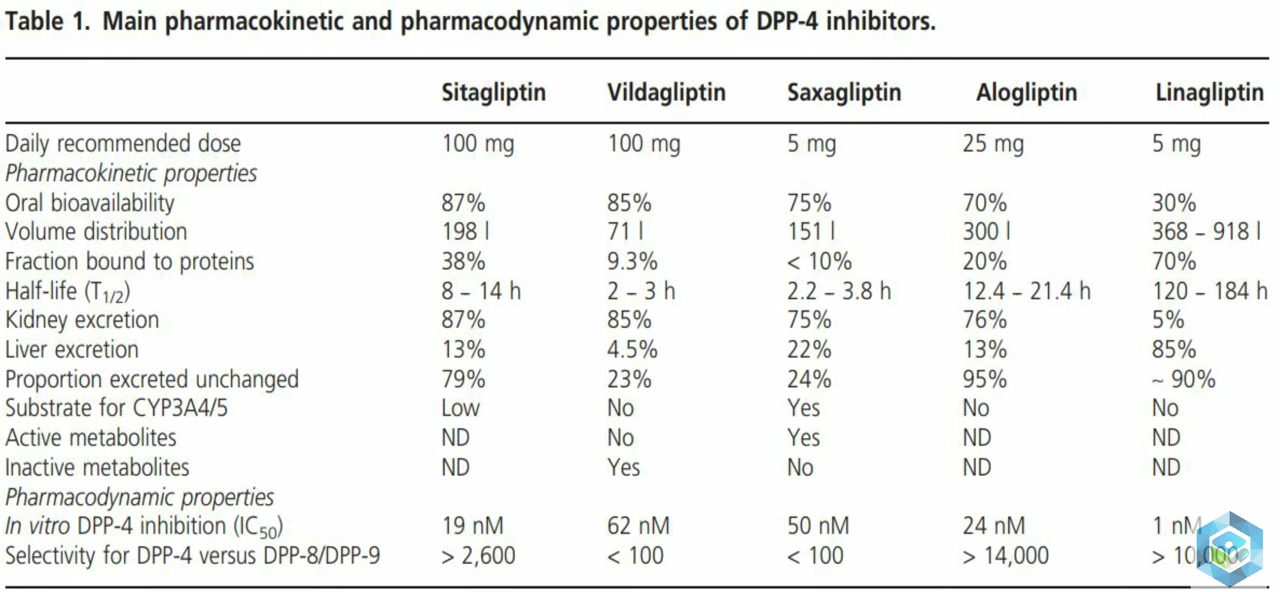 Table 1. Main pharmacokinetic and pharmacodynamic properties of DPP-4 inhibitors.
Sitagliptin Vildagliptin Saxagliptin Alogliptin Linagliptin
Daily recommended dose 100 mg 100 mg 5 mg 25 mg 5 mg
Pharmacokinetic properties
Oral bioavailability 87% 85% 75% 70% 30%
Volume distribution 198 l 71 l 151 l 300 l 368 – 918 l
Fraction bound to proteins 38% 9.3% < 10% 20% 70%
Half-life (T1/2) 8 – 14 h 2 – 3 h 2.2 – 3.8 h 12.4 – 21.4 h 120 – 184 h
Kidney excretion 87% 85% 75% 76% 5%
Liver excretion 13% 4.5% 22% 13% 85%
Proportion excreted unchanged 79% 23% 24% 95% ~ 90%
Substrate for CYP3A4/5 Low No Yes No No
Active metabolites ND No Yes ND ND
Inactive metabolites ND Yes No ND ND
Pharmacodynamic properties
In vitro DPP-4 inhibition (IC50) 19 nM 62 nM 50 nM 24 nM 1 nM
Selectivity for DPP-4 versus DPP-8/DPP-9 > 2,600 < 100 < 100 > 14,000 > 10,000